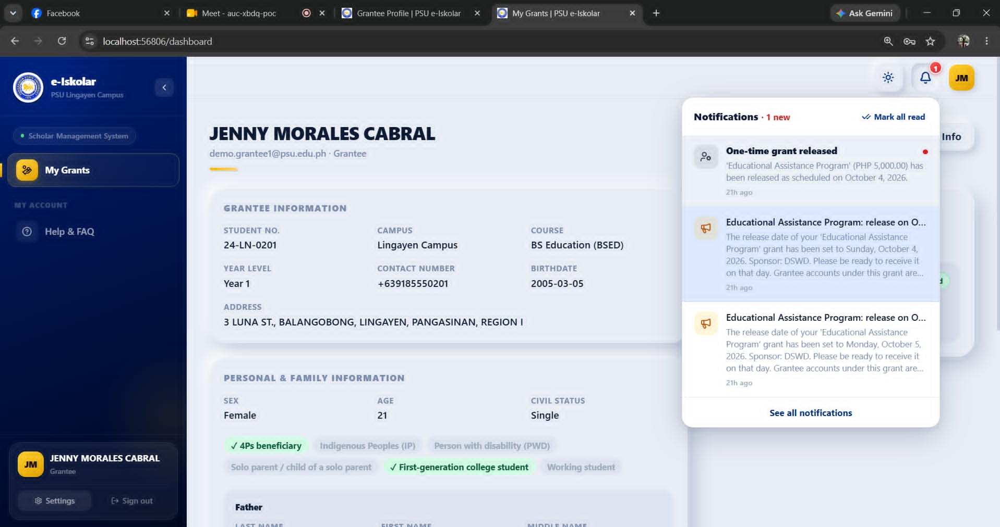 Facebook
Meet - auc-xbdq-poc
Grantee Profile | PSU e-Iskolar
My Grants | PSU e-Iskolar
Ask Gemini
localhost:56806/dashboard
e-Iskolar
PSU Lingayen Campus
Scholar Management System
My Grants
MY ACCOUNT
Help & FAQ
JM
JENNY MORALES CABRAL
Grantee
Settings
Sign out
1
JM
JENNY MORALES CABRAL
demo.grantee1@psu.edu.ph · Grantee
Info
GRANTEE INFORMATION
STUDENT NO.
24-LN-0201
CAMPUS
Lingayen Campus
COURSE
BS Education (BSED)
YEAR LEVEL
Year 1
CONTACT NUMBER
+639185550201
BIRTHDATE
2005-03-05
ADDRESS
3 LUNA ST., BALANGOBONG, LINGAYEN, PANGASINAN, REGION I
PERSONAL & FAMILY INFORMATION
SEX
Female
AGE
21
CIVIL STATUS
Single
✓ 4Ps beneficiary
Indigenous Peoples (IP)
Person with disability (PWD)
Solo parent / child of a solo parent
✓ First-generation college student
Working student
Father
LAST NAME
FIRST NAME
MIDDLE NAME
Notifications · 1 new
Mark all read
One-time grant released
'Educational Assistance Program' (PHP 5,000.00) has
been released as scheduled on October 4, 2026.
21h ago
Educational Assistance Program: release on O...
The release date of your 'Educational Assistance
Program' grant has been set to Sunday, October 4,
2026. Sponsor: DSWD. Please be ready to receive it
on that day. Grantee accounts under this grant are...
21h ago
Educational Assistance Program: release on O...
The release date of your 'Educational Assistance
Program' grant has been set to Monday, October 5,
2026. Sponsor: DSWD. Please be ready to receive it
on that day. Grantee accounts under this grant are...
21h ago
See all notifications